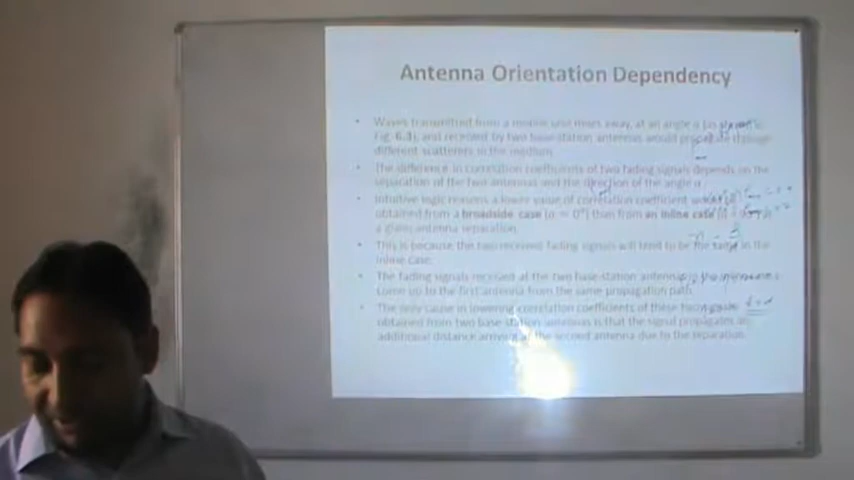 Antenna Orientation Dependency
• Waves transmitted from a mobile unit miles away, at an angle α
Fig. 6.3) and received by two base-station antennas would propagate through
different scatterers in the medium.
• The difference in correlation coefficients of two fading signals depends on the
separation of the two antennas and the direction of the angle α.
• Intuitive logic reasons a lower value of correlation coefficient
obtained from a broadside case (α = 0°) than from an inline case
a given antenna separation.
• This is because the two received fading signals will tend to be the same in the
inline case.
• The fading signals received at the two base-station antennas
come up to the first antenna from the same propagation path.
• The only cause in lowering correlation coefficients of these
obtained from two base station antennas is that the signal propagates an
additional distance arriving at the second antenna due to the separation.